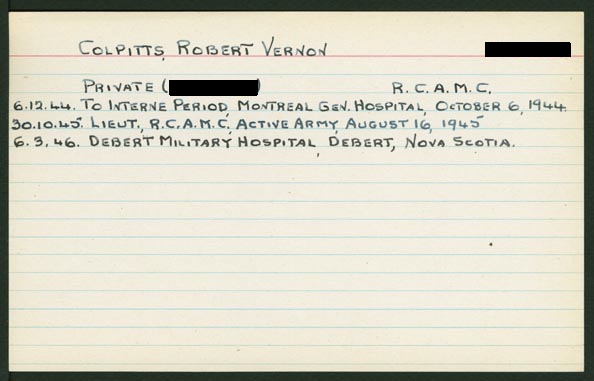 COLPITTS, ROBERT VERNON
PRIVATE ( ) R.C.A.M.C.
6.12.44. TO INTERNE PERIOD, MONTREAL GEN. HOSPITAL, OCTOBER 6, 1944.
30.10.45. LIEUT., R.C.A.M.C., ACTIVE ARMY, AUGUST 16, 1945
6.3.46. DEBERT MILITARY HOSPITAL, DEBERT, NOVA SCOTIA.